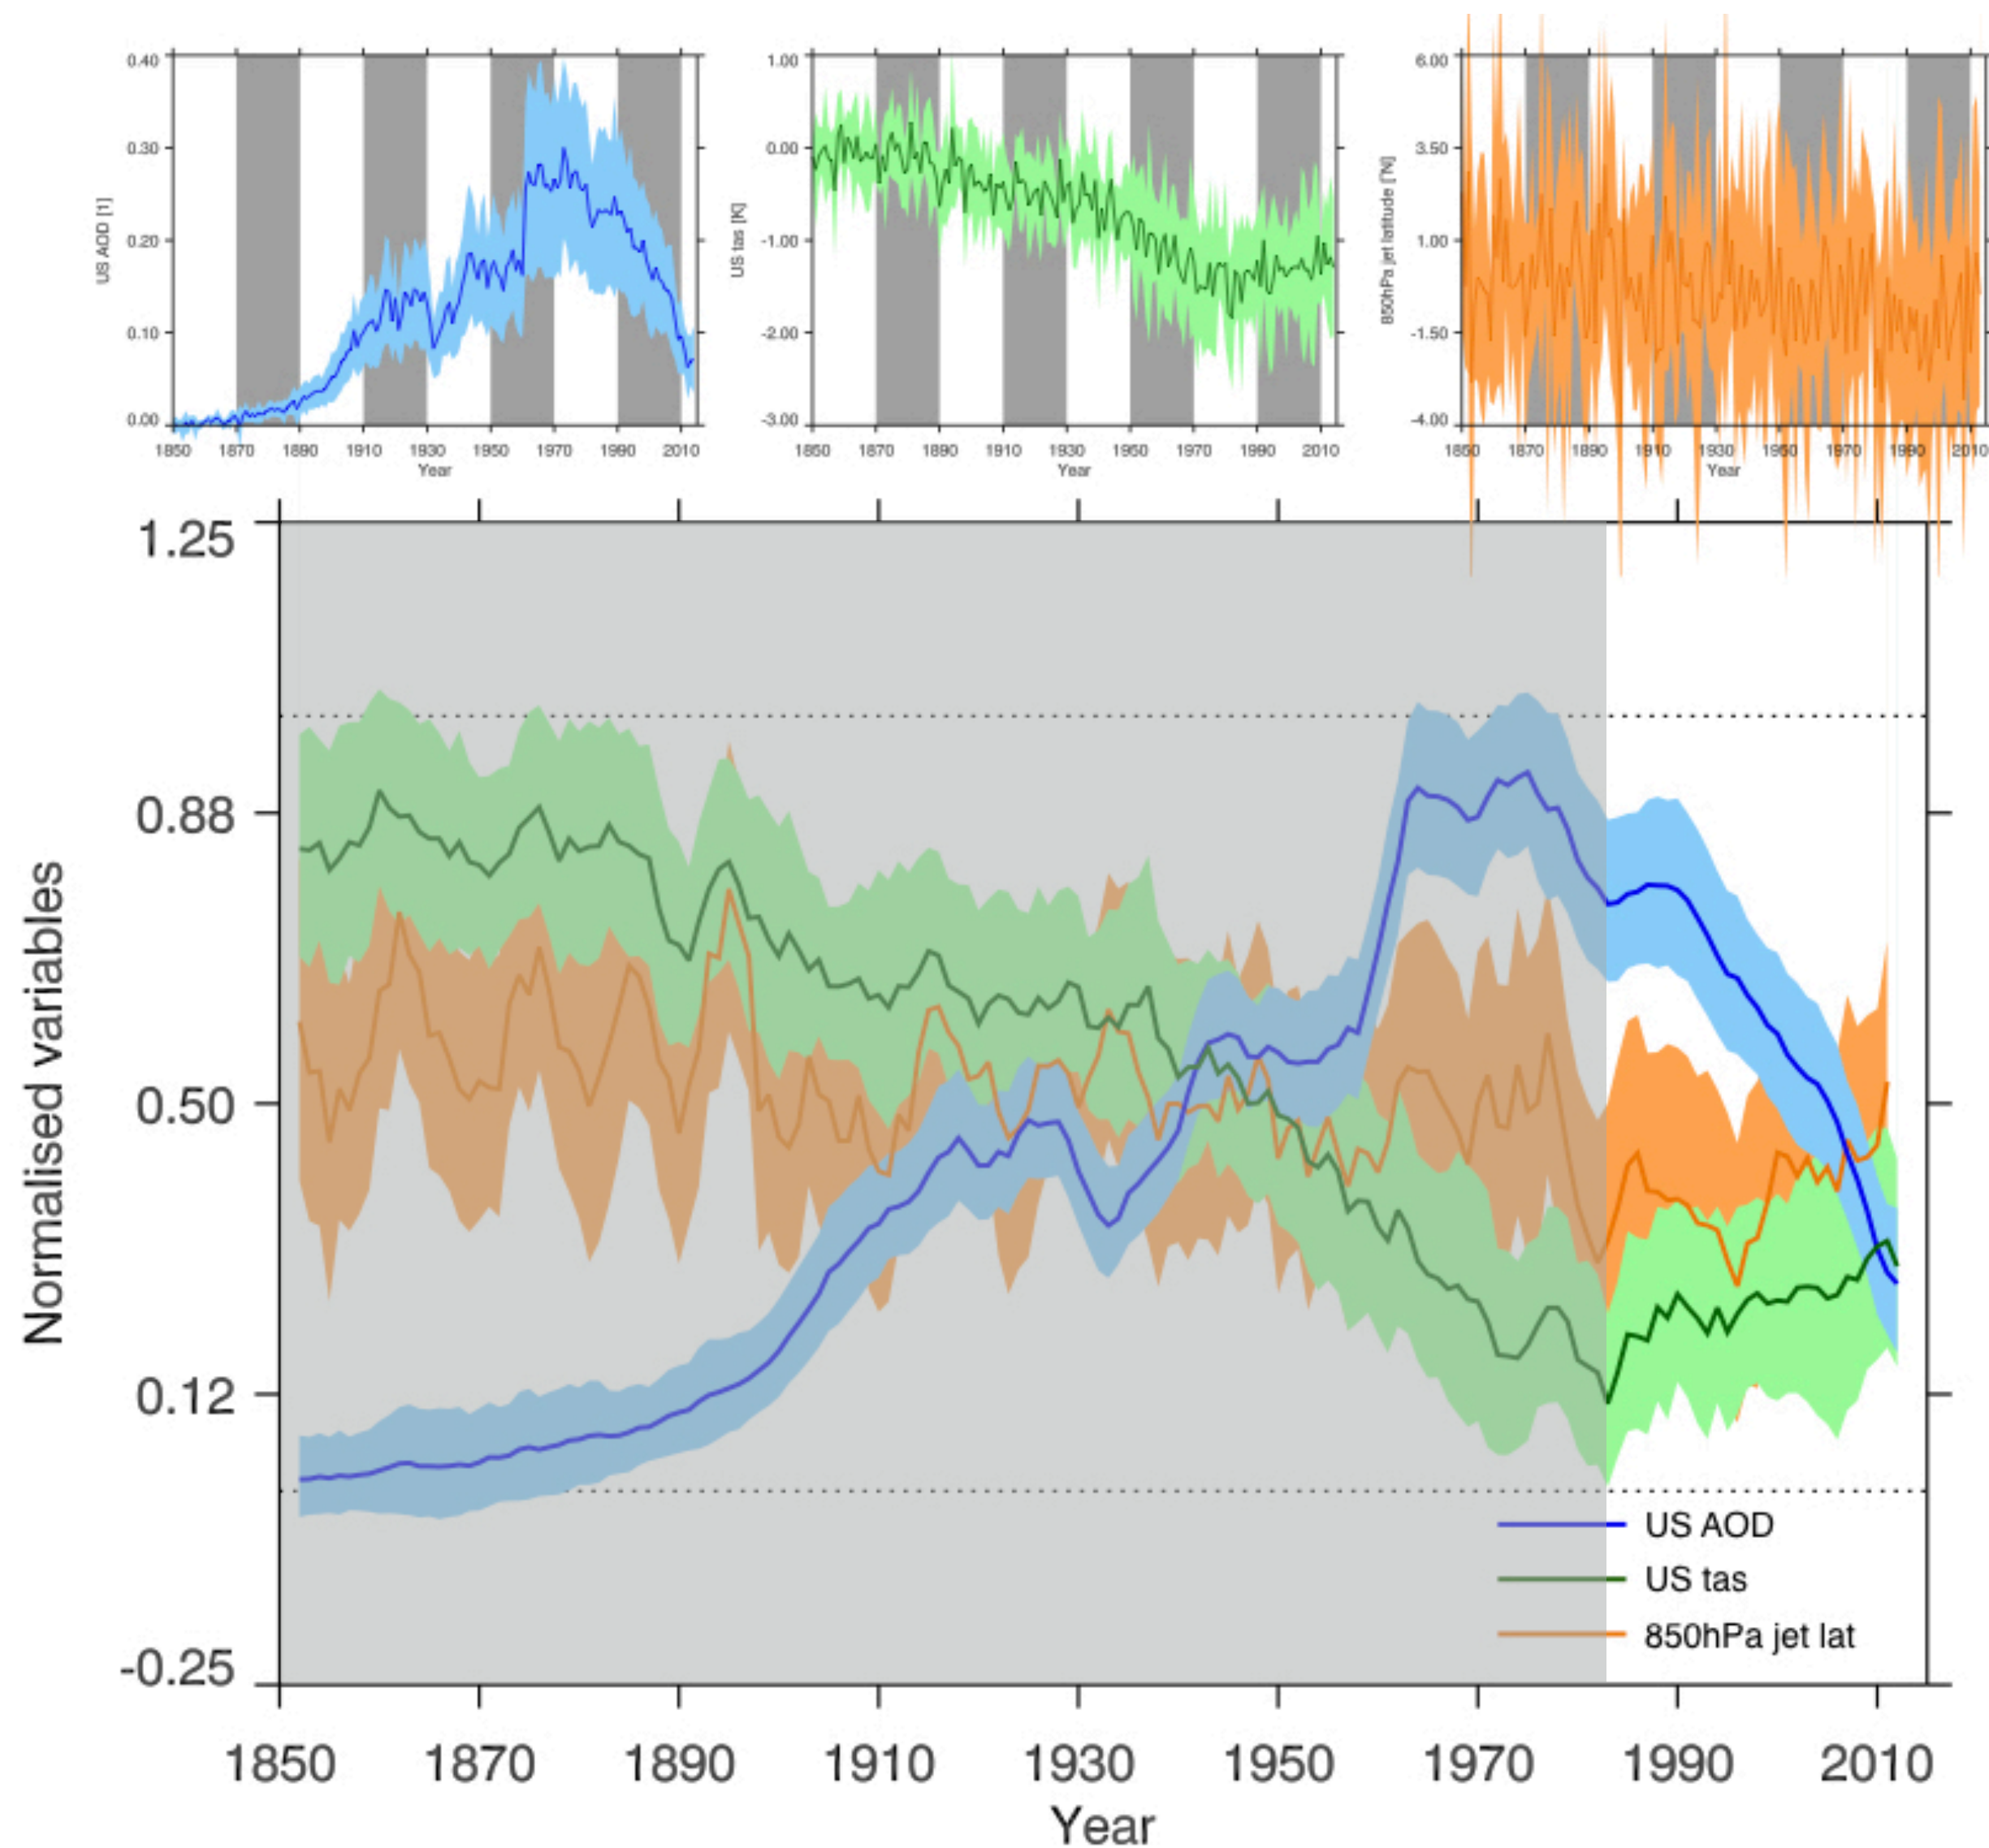 0.40
0.30
0.20
0.10
0.00
US AOD [1]
1850 1870 1890 1910 1930 1950 1970 1990 2010
Year
1.00
0.00
-1.00
-2.00
-3.00
US tas [K]
1850 1870 1890 1910 1930 1950 1970 1990 2010
Year
6.00
3.50
1.00
-1.50
-4.00
850hPa jet latitude [°N]
1850 1870 1890 1910 1930 1950 1970 1990 2010
Year
1.25
0.88
0.50
0.12
-0.25
Normalised variables
US AOD
US tas
850hPa jet lat
1850 1870 1890 1910 1930 1950 1970 1990 2010
Year